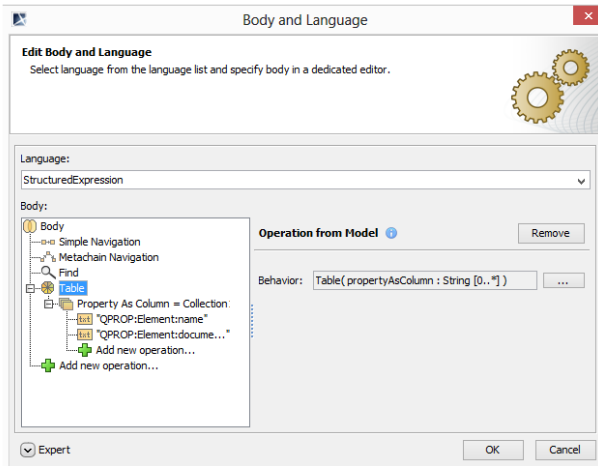 Body and Language
Edit Body and Language
Select language from the language list and specify body in a dedicated editor.
Language:
StructuredExpression
Body:
Body
Simple Navigation
Metachain Navigation
Find
Table
Property As Column = Collection:
"QPROP:Element:name"
"QPROP:Element:docume..."
Add new operation...
Add new operation...
Operation from Model
Remove
Behavior:
Table( propertyAsColumn : String [0..*] )
...
Expert
OK
Cancel